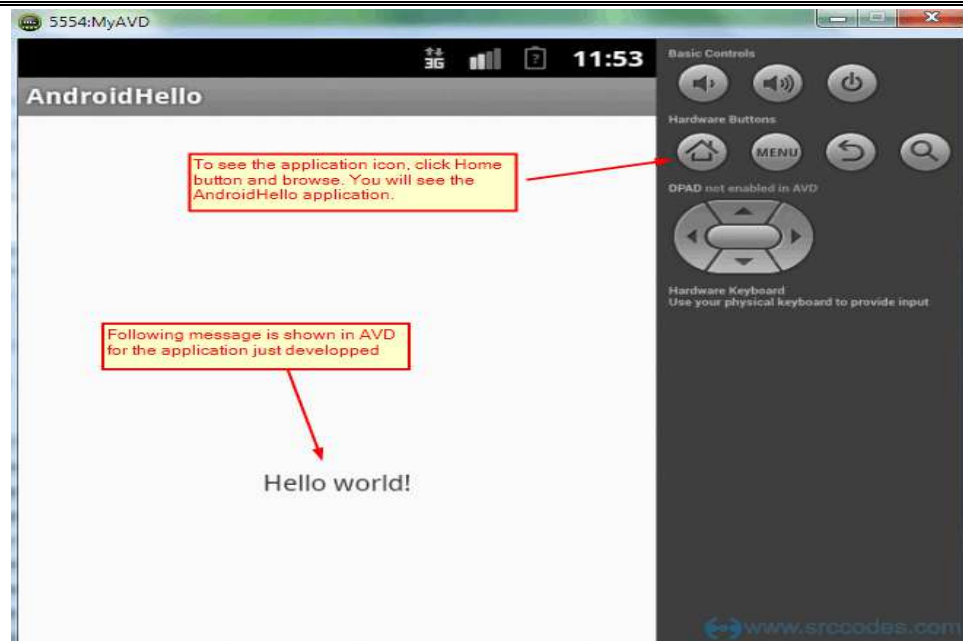 5554:MyAVD
3G
11:53
AndroidHello
To see the application icon, click Home
button and browse. You will see the
AndroidHello application.
Following message is shown in AVD
for the application just developped
Hello world!
Basic Controls
Hardware Buttons
MENU
DPAD not enabled in AVD
Hardware Keyboard
Use your physical keyboard to provide input
www.srccodes.com